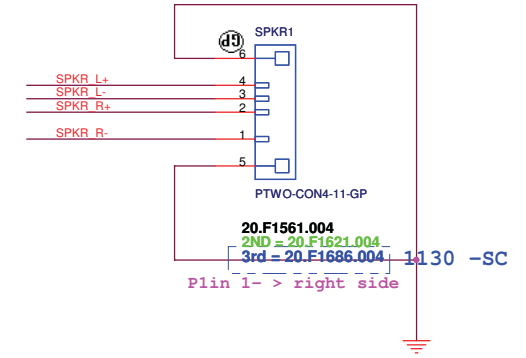 SPKR1
GP
6
SPKR_L+ 4
SPKR_L- 3
SPKR_R+ 2
SPKR_R- 1
5
PTWO-CON4-11-GP
20.F1561.004
2ND = 20.F1621.004
3rd = 20.F1686.004 1130 -SC
P1in 1- > right side